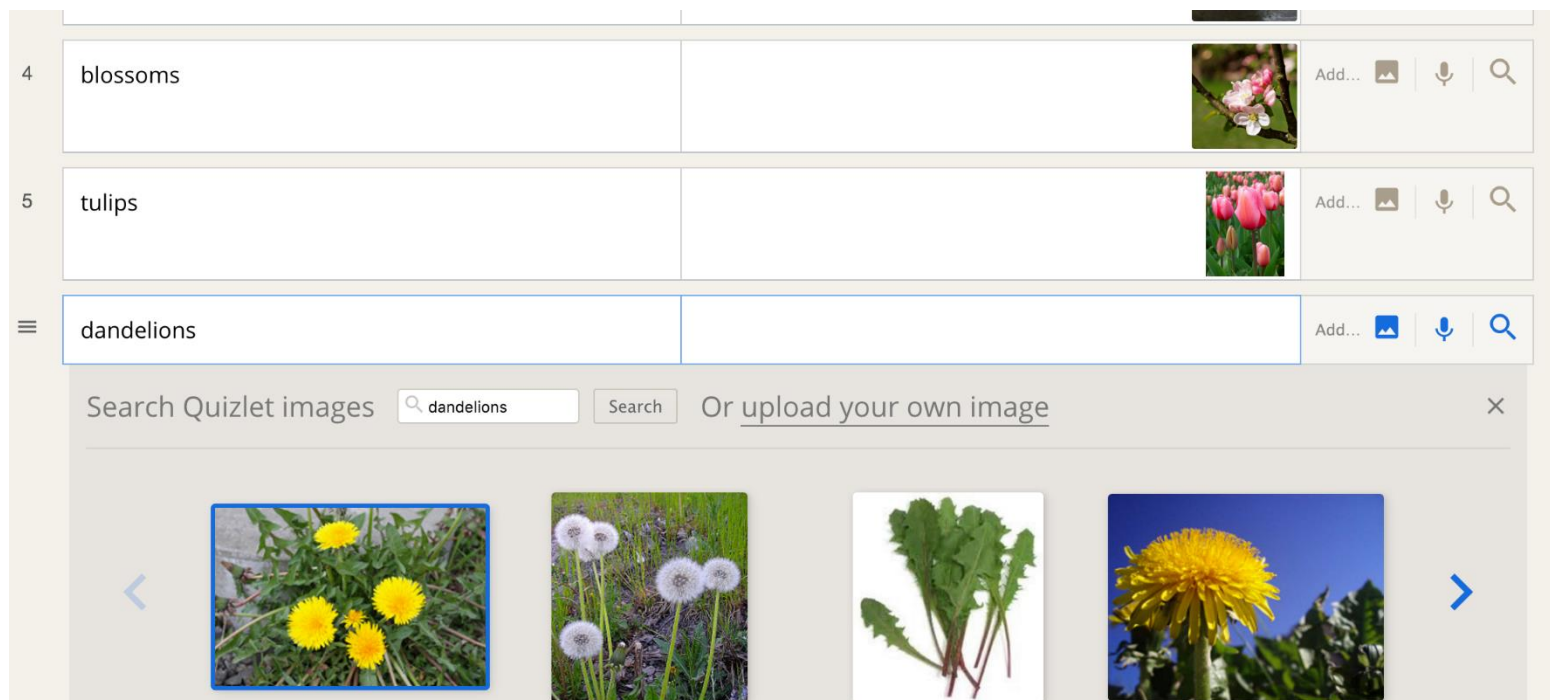 4 blossoms Add...
5 tulips Add...
dandelions Add...
Search Quizlet images dandelions Search Or upload your own image